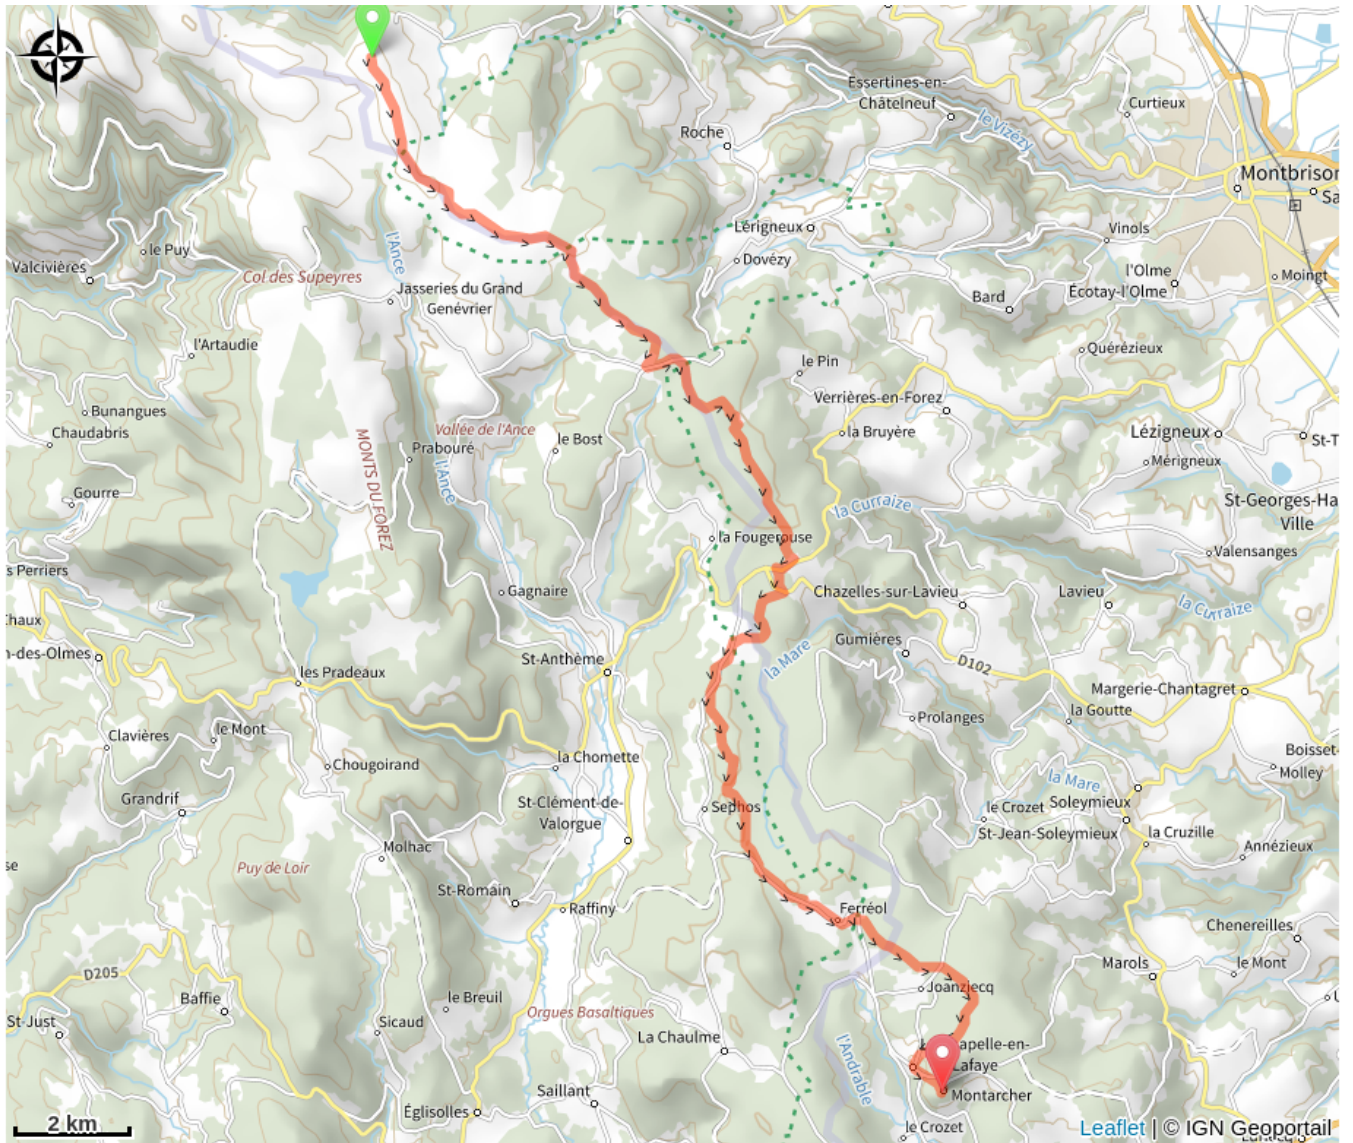 Essertines-en-
Châtelneuf
Curtieux
le Vizézy
Roche
Montbrison
Sa
Lérigneux
Vinols
le Puy
Dovézy
Valcivières
l'Ance
Col des Supeyres
l'Olme
Moingt
Jasseries du Grand
Genévrier
Bard
Écotay-l'Olme
l'Artaudie
Quérézieux
le Pin
Verrières-en-Forez
Bunangues
Chaudabris
Vallée de l'Ance
le Bost
la Bruyère
Lézigneux
St-T
Prabouré
l'Ance
Mérigneux
MONTS DU FOREZ
Gourre
la Curraize
St-Georges-Ha
Ville
la Fougerouse
Valensanges
s Perriers
Gagnaire
Chazelles-sur-Lavieu
Lavieu
la Curraize
Chaux
Gumières
n-des-Olmes
St-Anthème
la Mare
D102
les Pradeaux
Margerie-Chantagret
la Goutte
Prolanges
Clavières
le Mont
la Chomette
Boisset-
Chougoirand
Molley
la Mare
Grandrif
St-Clément-de-
Valorgue
Sephos
le Crozet
Soleymieux
St-Jean-Soleymieux
la Cruzille
Molhac
Annézieux
se
Puy de Loir
St-Romain
Raffiny
Ferréol
Chenereilles
D205
Marols
le Mont
Joanziecq
Baffie
le Breuil
Orgues Basaltiques
St-Just
Sicaud
La Chaulme
l'Andrable
apelle-en-
Lafaye
Saillant
Montarcher
Églisolles
2 km
le Crozet
Leaflet | © IGN Geoportail